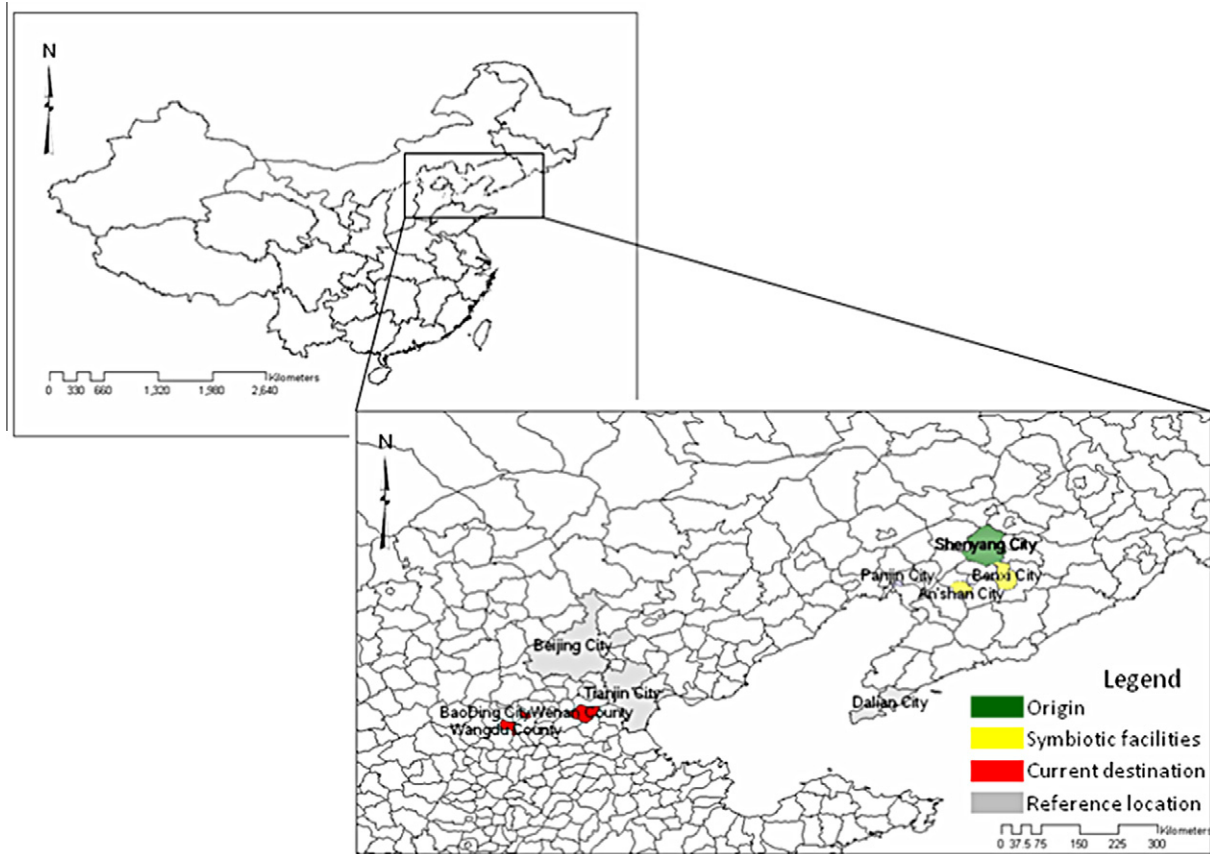 N
Kilometers
0 330 660 1,320 1,980 2,640
N
Shenyang City
Panjin City
Benxi City
An'shan City
Beijing City
Tianjin City
BaoDing City Wenan County
Wangdu County
Dalian City
Legend
Origin
Symbiotic facilities
Current destination
Reference location
Kilometers
0 37.5 75 150 225 300